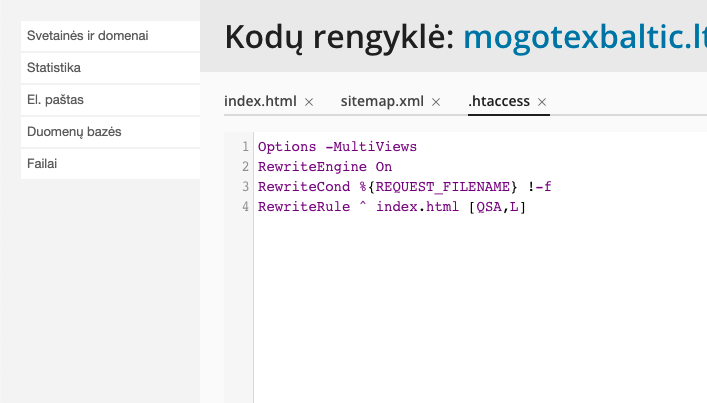 Kodų rengyklė: mogotexbaltic.lt
Svetainės ir domenai
Statistika
El. paštas
Duomenų bazės
Failai
index.html ×
sitemap.xml ×
.htaccess ×
1 Options -MultiViews
2 RewriteEngine On
3 RewriteCond %{REQUEST_FILENAME} !-f
4 RewriteRule ^ index.html [QSA,L]